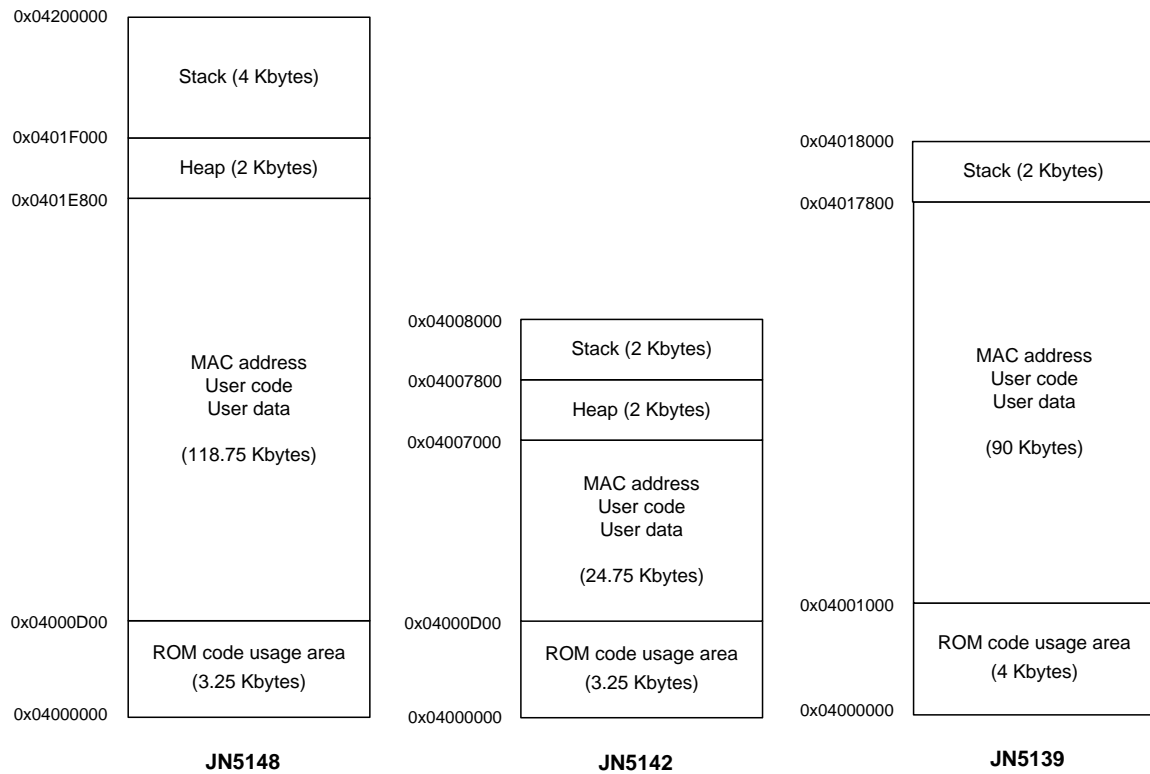 0x04200000
Stack (4 Kbytes)
0x0401F000
Heap (2 Kbytes)
0x0401E800
MAC address
User code
User data
(118.75 Kbytes)
0x04000D00
ROM code usage area
(3.25 Kbytes)
0x04000000
JN5148
0x04008000
Stack (2 Kbytes)
0x04007800
Heap (2 Kbytes)
0x04007000
MAC address
User code
User data
(24.75 Kbytes)
0x04000D00
ROM code usage area
(3.25 Kbytes)
0x04000000
JN5142
0x04018000
Stack (2 Kbytes)
0x04017800
MAC address
User code
User data
(90 Kbytes)
0x04001000
ROM code usage area
(4 Kbytes)
0x04000000
JN5139